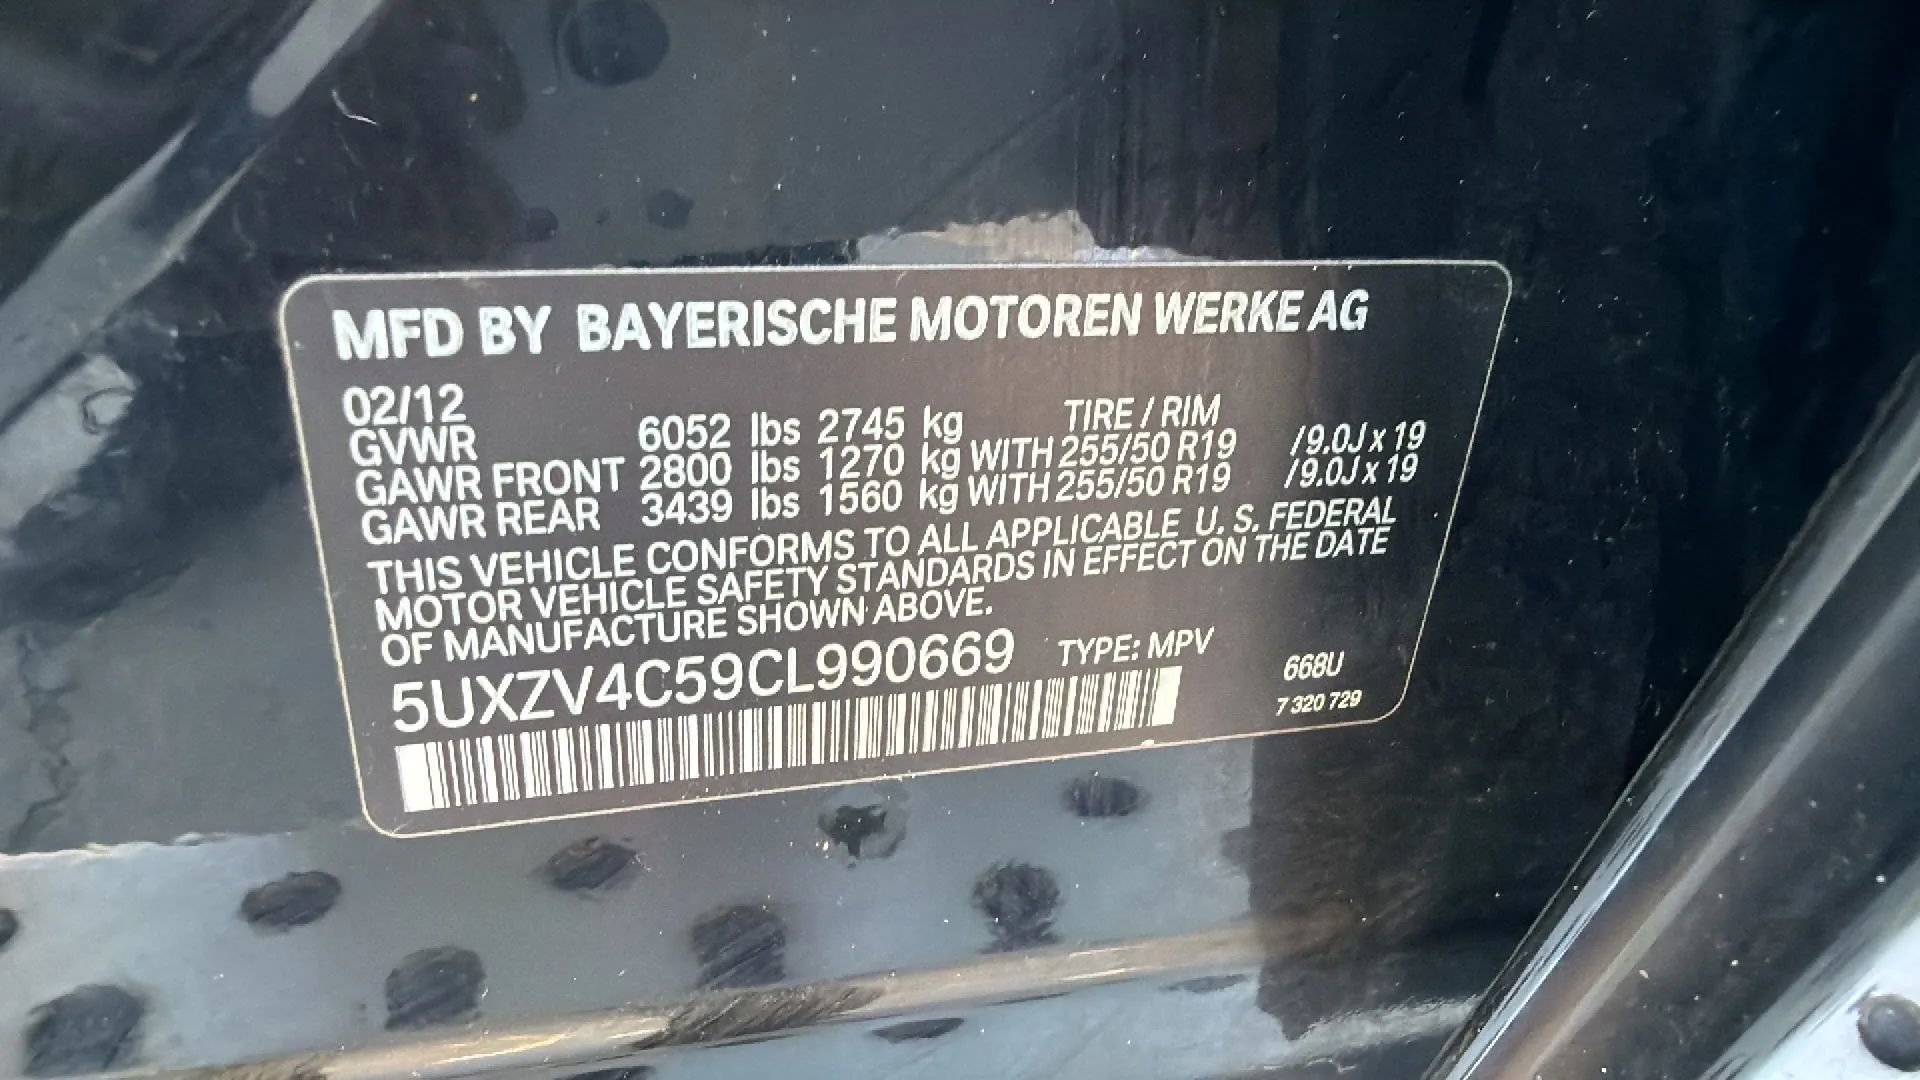 MFD BY BAYERISCHE MOTOREN WERKE AG
02/12 TIRE / RIM
GVWR 6052 lbs 2745 kg
GAWR FRONT 2800 lbs 1270 kg WITH 255/50 R19 /9.0J x 19
GAWR REAR 3439 lbs 1560 kg WITH 255/50 R19 /9.0J x 19
THIS VEHICLE CONFORMS TO ALL APPLICABLE U. S. FEDERAL
MOTOR VEHICLE SAFETY STANDARDS IN EFFECT ON THE DATE
OF MANUFACTURE SHOWN ABOVE.
5UXZV4C59CL990669 TYPE: MPV
668U
7 320 729